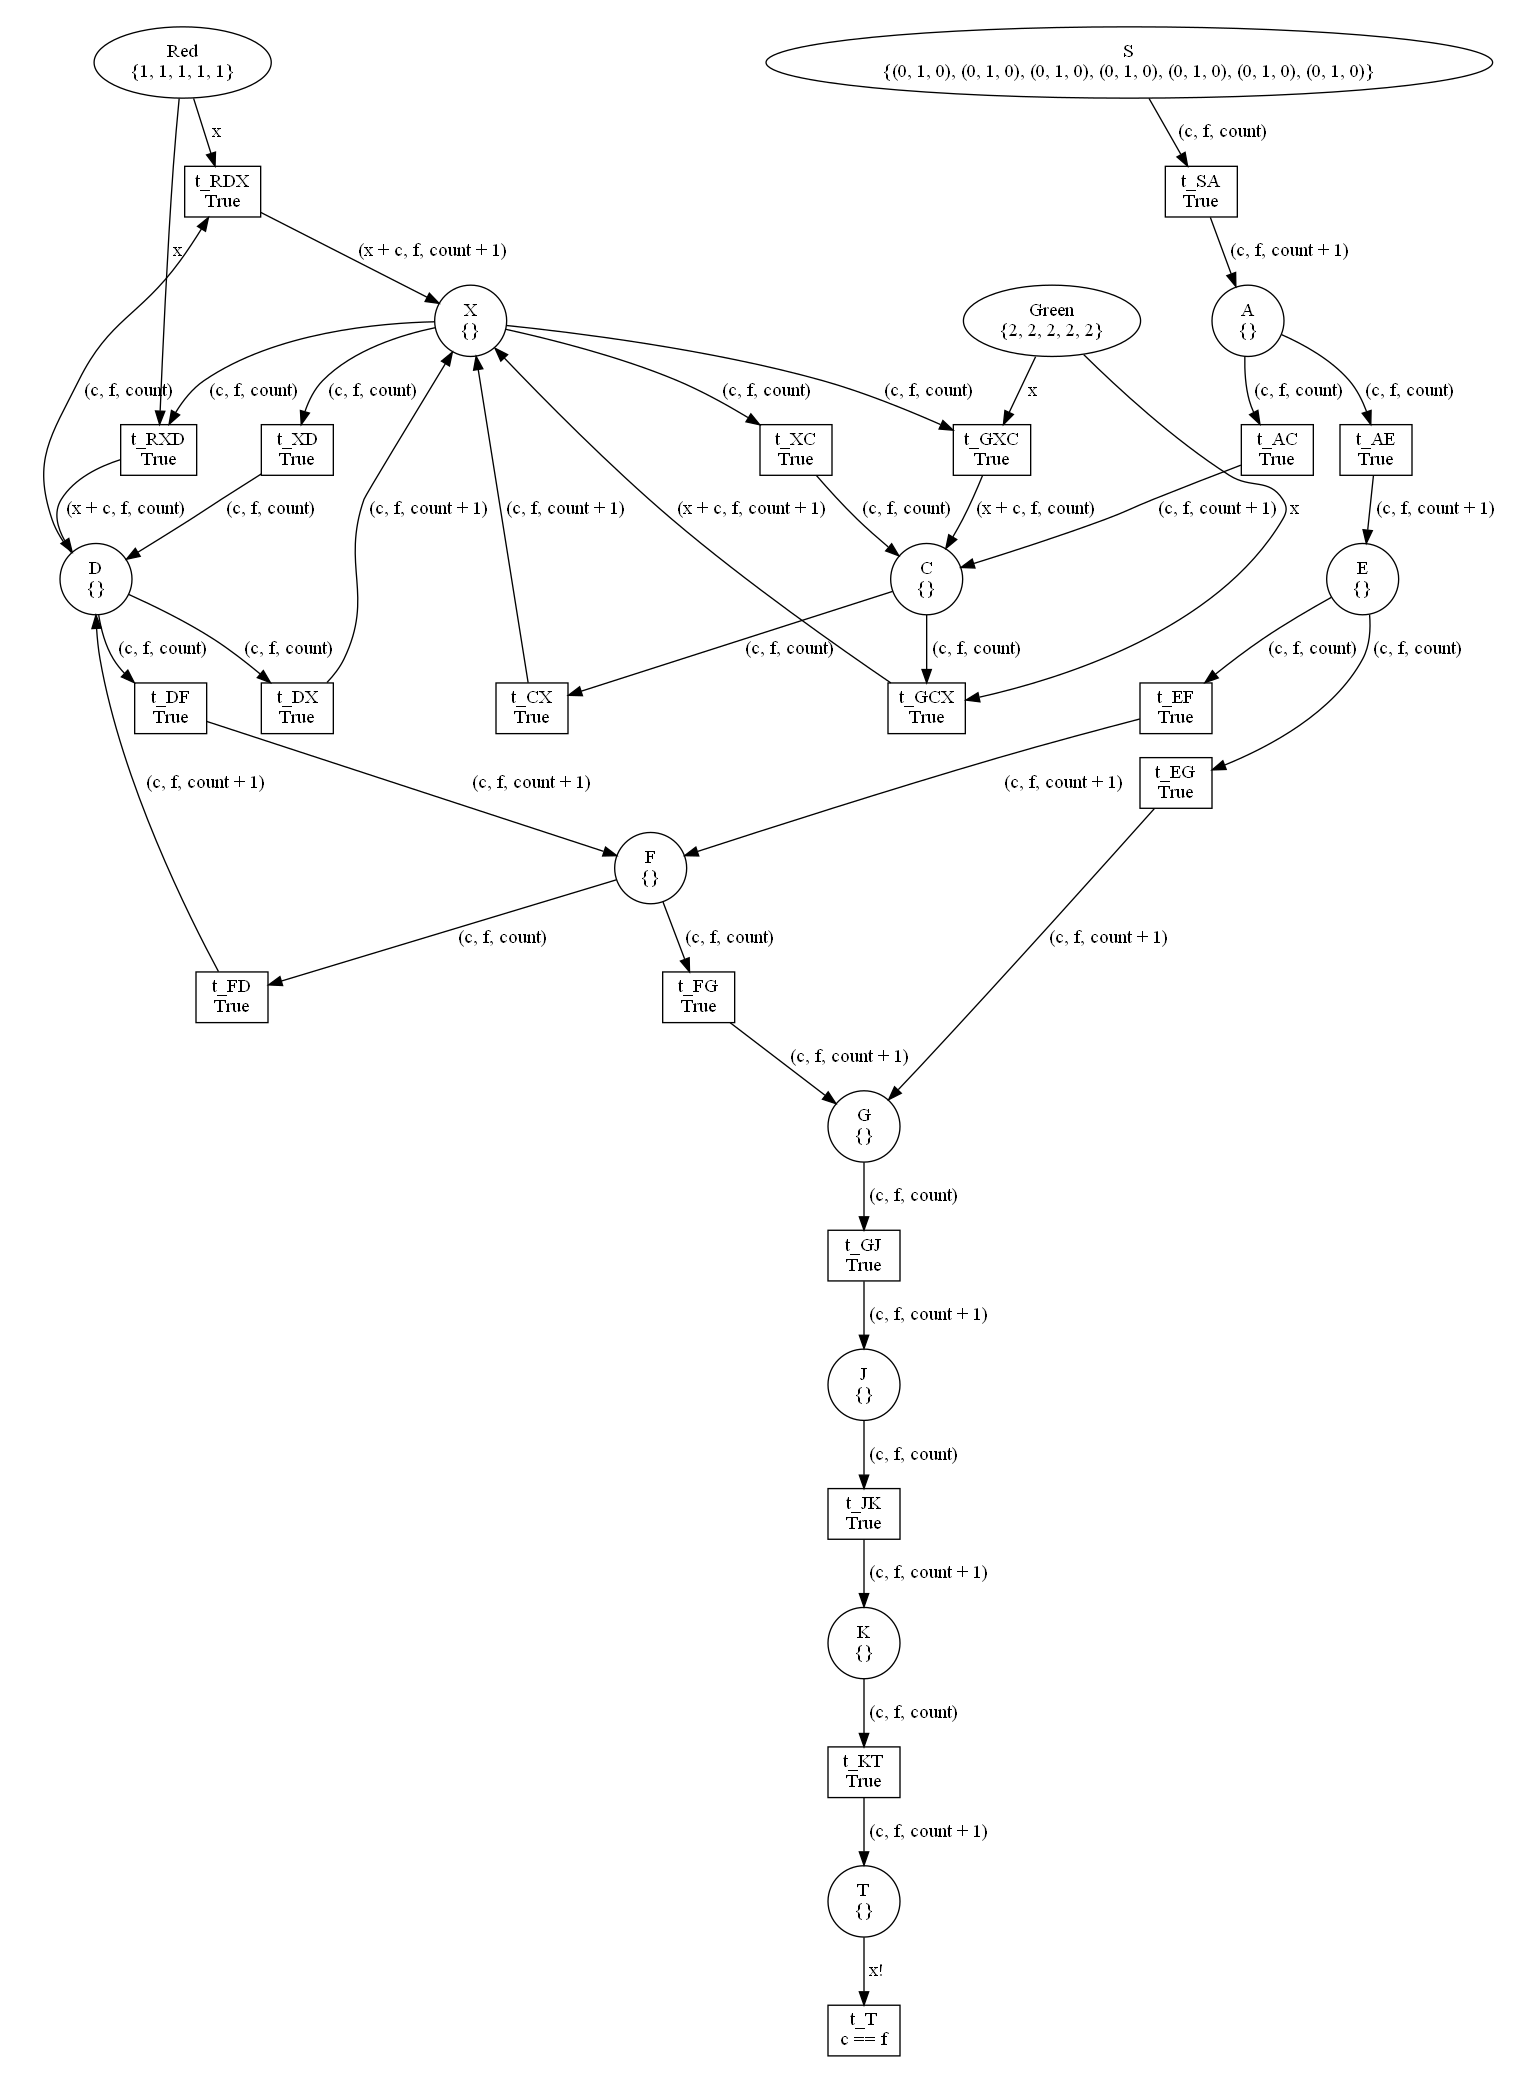 Red
{1, 1, 1, 1, 1}
S
{(0, 1, 0), (0, 1, 0), (0, 1, 0), (0, 1, 0), (0, 1, 0), (0, 1, 0), (0, 1, 0)}
x
(c, f, count)
t_RDX
True
t_SA
True
x
(x + c, f, count + 1)
(c, f, count + 1)
X
{}
Green
{2, 2, 2, 2, 2}
A
{}
(c, f, count)
(c, f, count)
(c, f, count)
(c, f, count)
(c, f, count)
x
(c, f, count)
(c, f, count)
t_RXD
True
t_XD
True
t_XC
True
t_GXC
True
t_AC
True
t_AE
True
(x + c, f, count)
(c, f, count)
(c, f, count + 1)
(c, f, count + 1)
(x + c, f, count + 1)
(c, f, count)
(x + c, f, count)
(c, f, count + 1)
x
(c, f, count + 1)
D
{}
C
{}
E
{}
(c, f, count)
(c, f, count)
(c, f, count)
(c, f, count)
(c, f, count)
(c, f, count)
t_DF
True
t_DX
True
t_CX
True
t_GCX
True
t_EF
True
t_EG
True
(c, f, count + 1)
(c, f, count + 1)
(c, f, count + 1)
F
{}
(c, f, count)
(c, f, count)
(c, f, count + 1)
t_FD
True
t_FG
True
(c, f, count + 1)
G
{}
(c, f, count)
t_GJ
True
(c, f, count + 1)
J
{}
(c, f, count)
t_JK
True
(c, f, count + 1)
K
{}
(c, f, count)
t_KT
True
(c, f, count + 1)
T
{}
x!
t_T
c == f